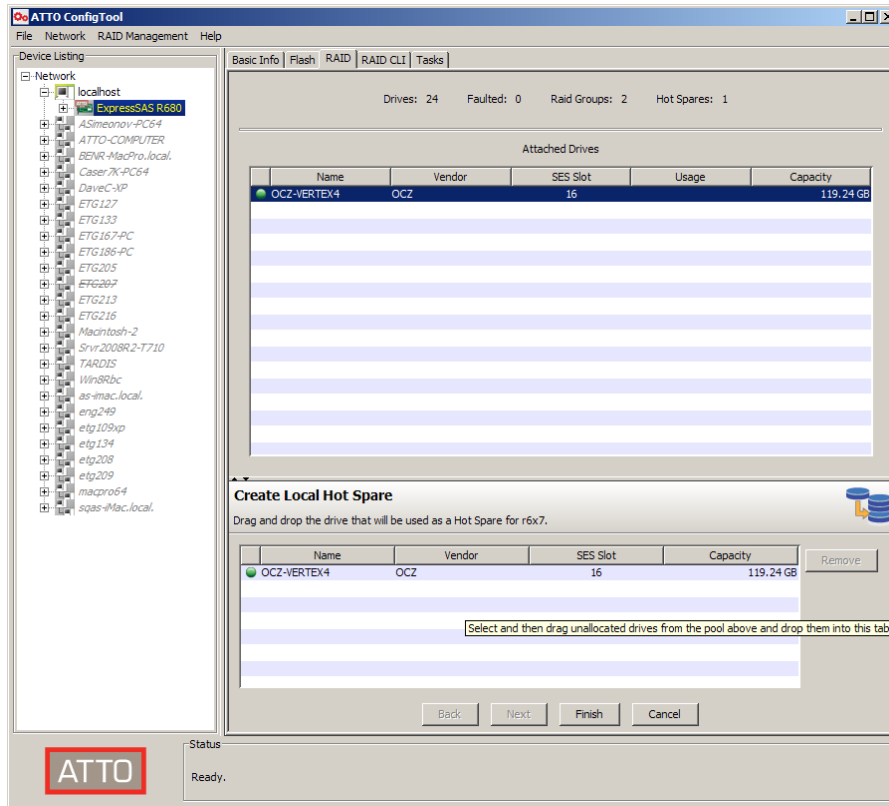 ATTO ConfigTool
File Network RAID Management Help
Device Listing
Network
localhost
ExpressSAS R680
ASimeonov-PC64
ATTO-COMPUTER
BENR-MacPro.local.
Caser7K-PC64
DaveC-XP
ETG127
ETG133
ETG167-PC
ETG186-PC
ETG205
ETG207
ETG213
ETG216
Macintosh-2
Srvr2008R2-T710
TARDIS
Win8Rbc
as-imac.local.
eng249
etg109xp
etg134
etg208
etg209
macpro64
sqas-iMac.local.
Basic Info Flash RAID RAID CLI Tasks
Drives: 24 Faulted: 0 Raid Groups: 2 Hot Spares: 1
Attached Drives
Name Vendor SES Slot Usage Capacity
OCZ-VERTEX4 OCZ 16 119.24 GB
Create Local Hot Spare
Drag and drop the drive that will be used as a Hot Spare for r6x7.
Name Vendor SES Slot Capacity
OCZ-VERTEX4 OCZ 16 119.24 GB
Remove
Select and then drag unallocated drives from the pool above and drop them into this tab
Back Next Finish Cancel
ATTO
Status
Ready.